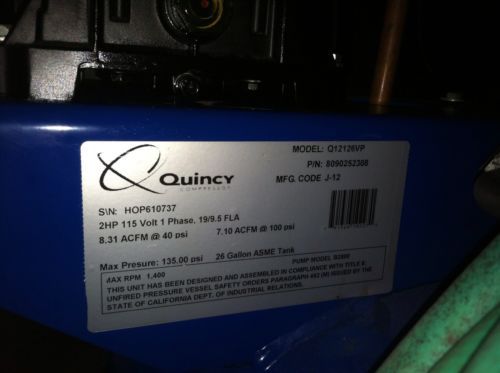 Quincy
COMPRESSOR
MODEL: Q12126VP
P/N: 8090252388
MFG. CODE J-12
S\N: HOP610737
2HP 115 Volt 1 Phase, 19/9.5 FLA
8.31 ACFM @ 40 psi 7.10 ACFM @ 100 psi
Max Presure: 135.00 psi 26 Gallon ASME Tank
MAX RPM 1,400 PUMP MODEL
THIS UNIT HAS BEEN DESIGNED AND ASSEMBLED IN COMPLIANCE WITH TITLE 8,
UNFIRED PRESSURE VESSEL SAFETY ORDERS PARAGRAPH 462 (M) ISSUED BY THE
STATE OF CALIFORNIA DEPT. OF INDUSTRIAL RELATIONS.